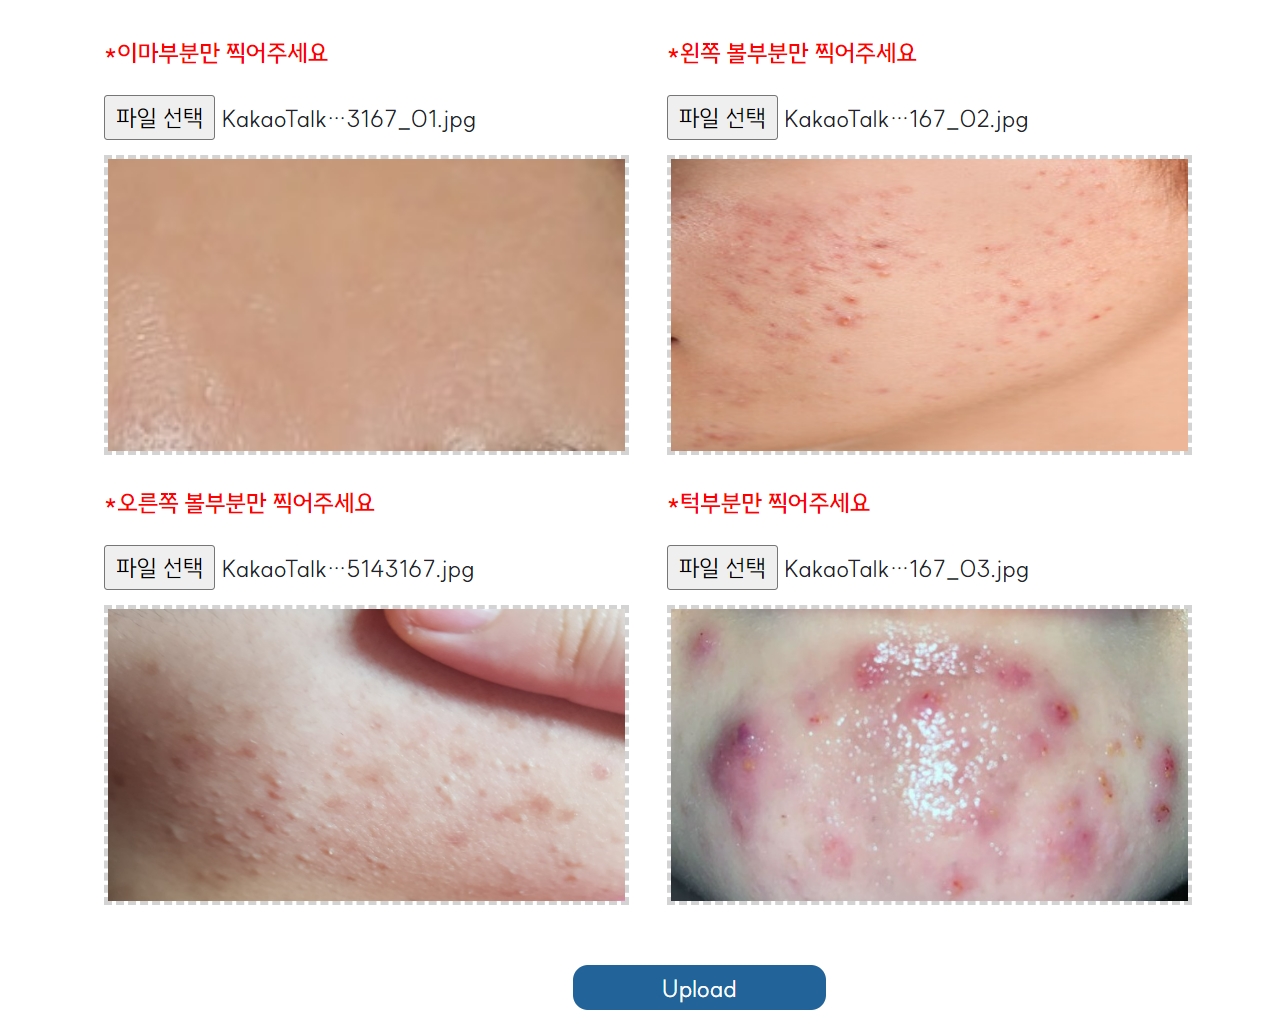 *이마부분만 찍어주세요
*왼쪽 볼부분만 찍어주세요
파일 선택 KakaoTalk…3167_01.jpg
파일 선택 KakaoTalk…167_02.jpg
*오른쪽 볼부분만 찍어주세요
*턱부분만 찍어주세요
파일 선택 KakaoTalk…5143167.jpg
파일 선택 KakaoTalk…167_03.jpg
Upload